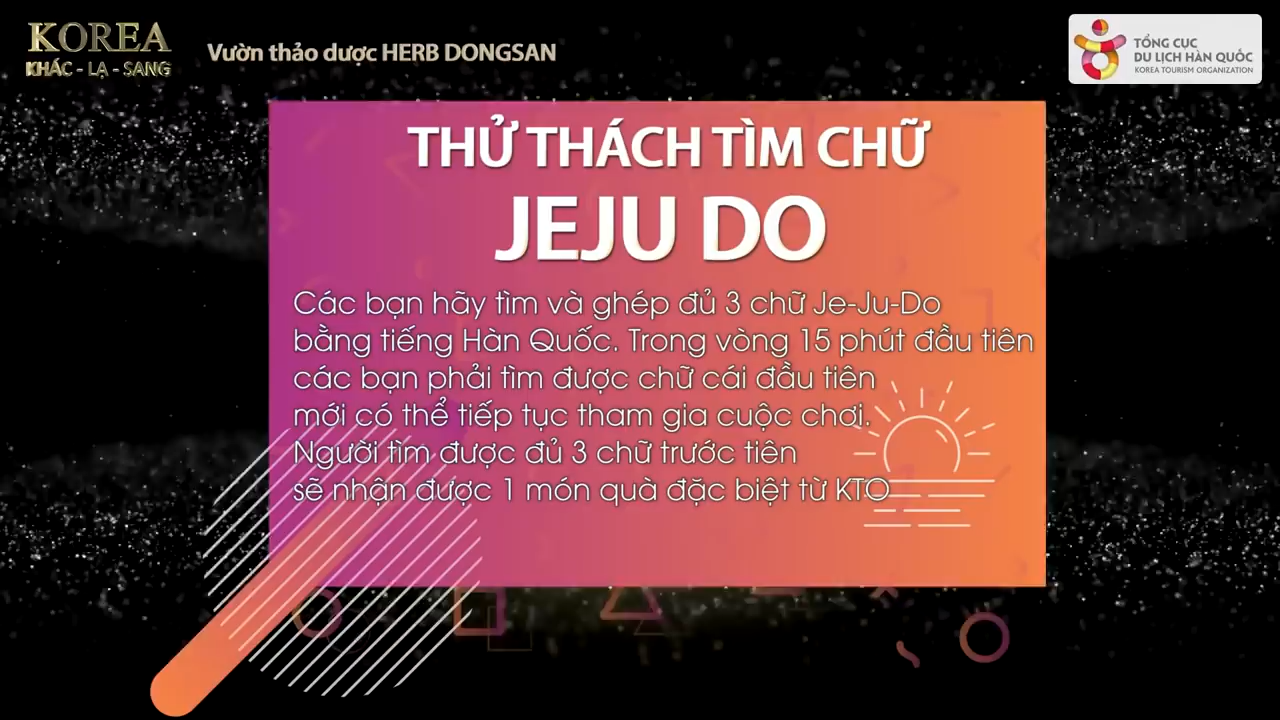 KOREA
KHÁC - LẠ - SANG
Vườn thảo dược HERB DONGSAN
TỔNG CỤC
DU LỊCH HÀN QUỐC
KOREA TOURISM ORGANIZATION
THỬ THÁCH TÌM CHỮ
JEJU DO
Các bạn hãy tìm và ghép đủ 3 chữ Je-Ju-Do
bằng tiếng Hàn Quốc. Trong vòng 15 phút đầu tiên
các bạn phải tìm được chữ cái đầu tiên
mới có thể tiếp tục tham gia cuộc chơi.
Người tìm được đủ 3 chữ trước tiên
sẽ nhận được 1 món quà đặc biệt từ KTO